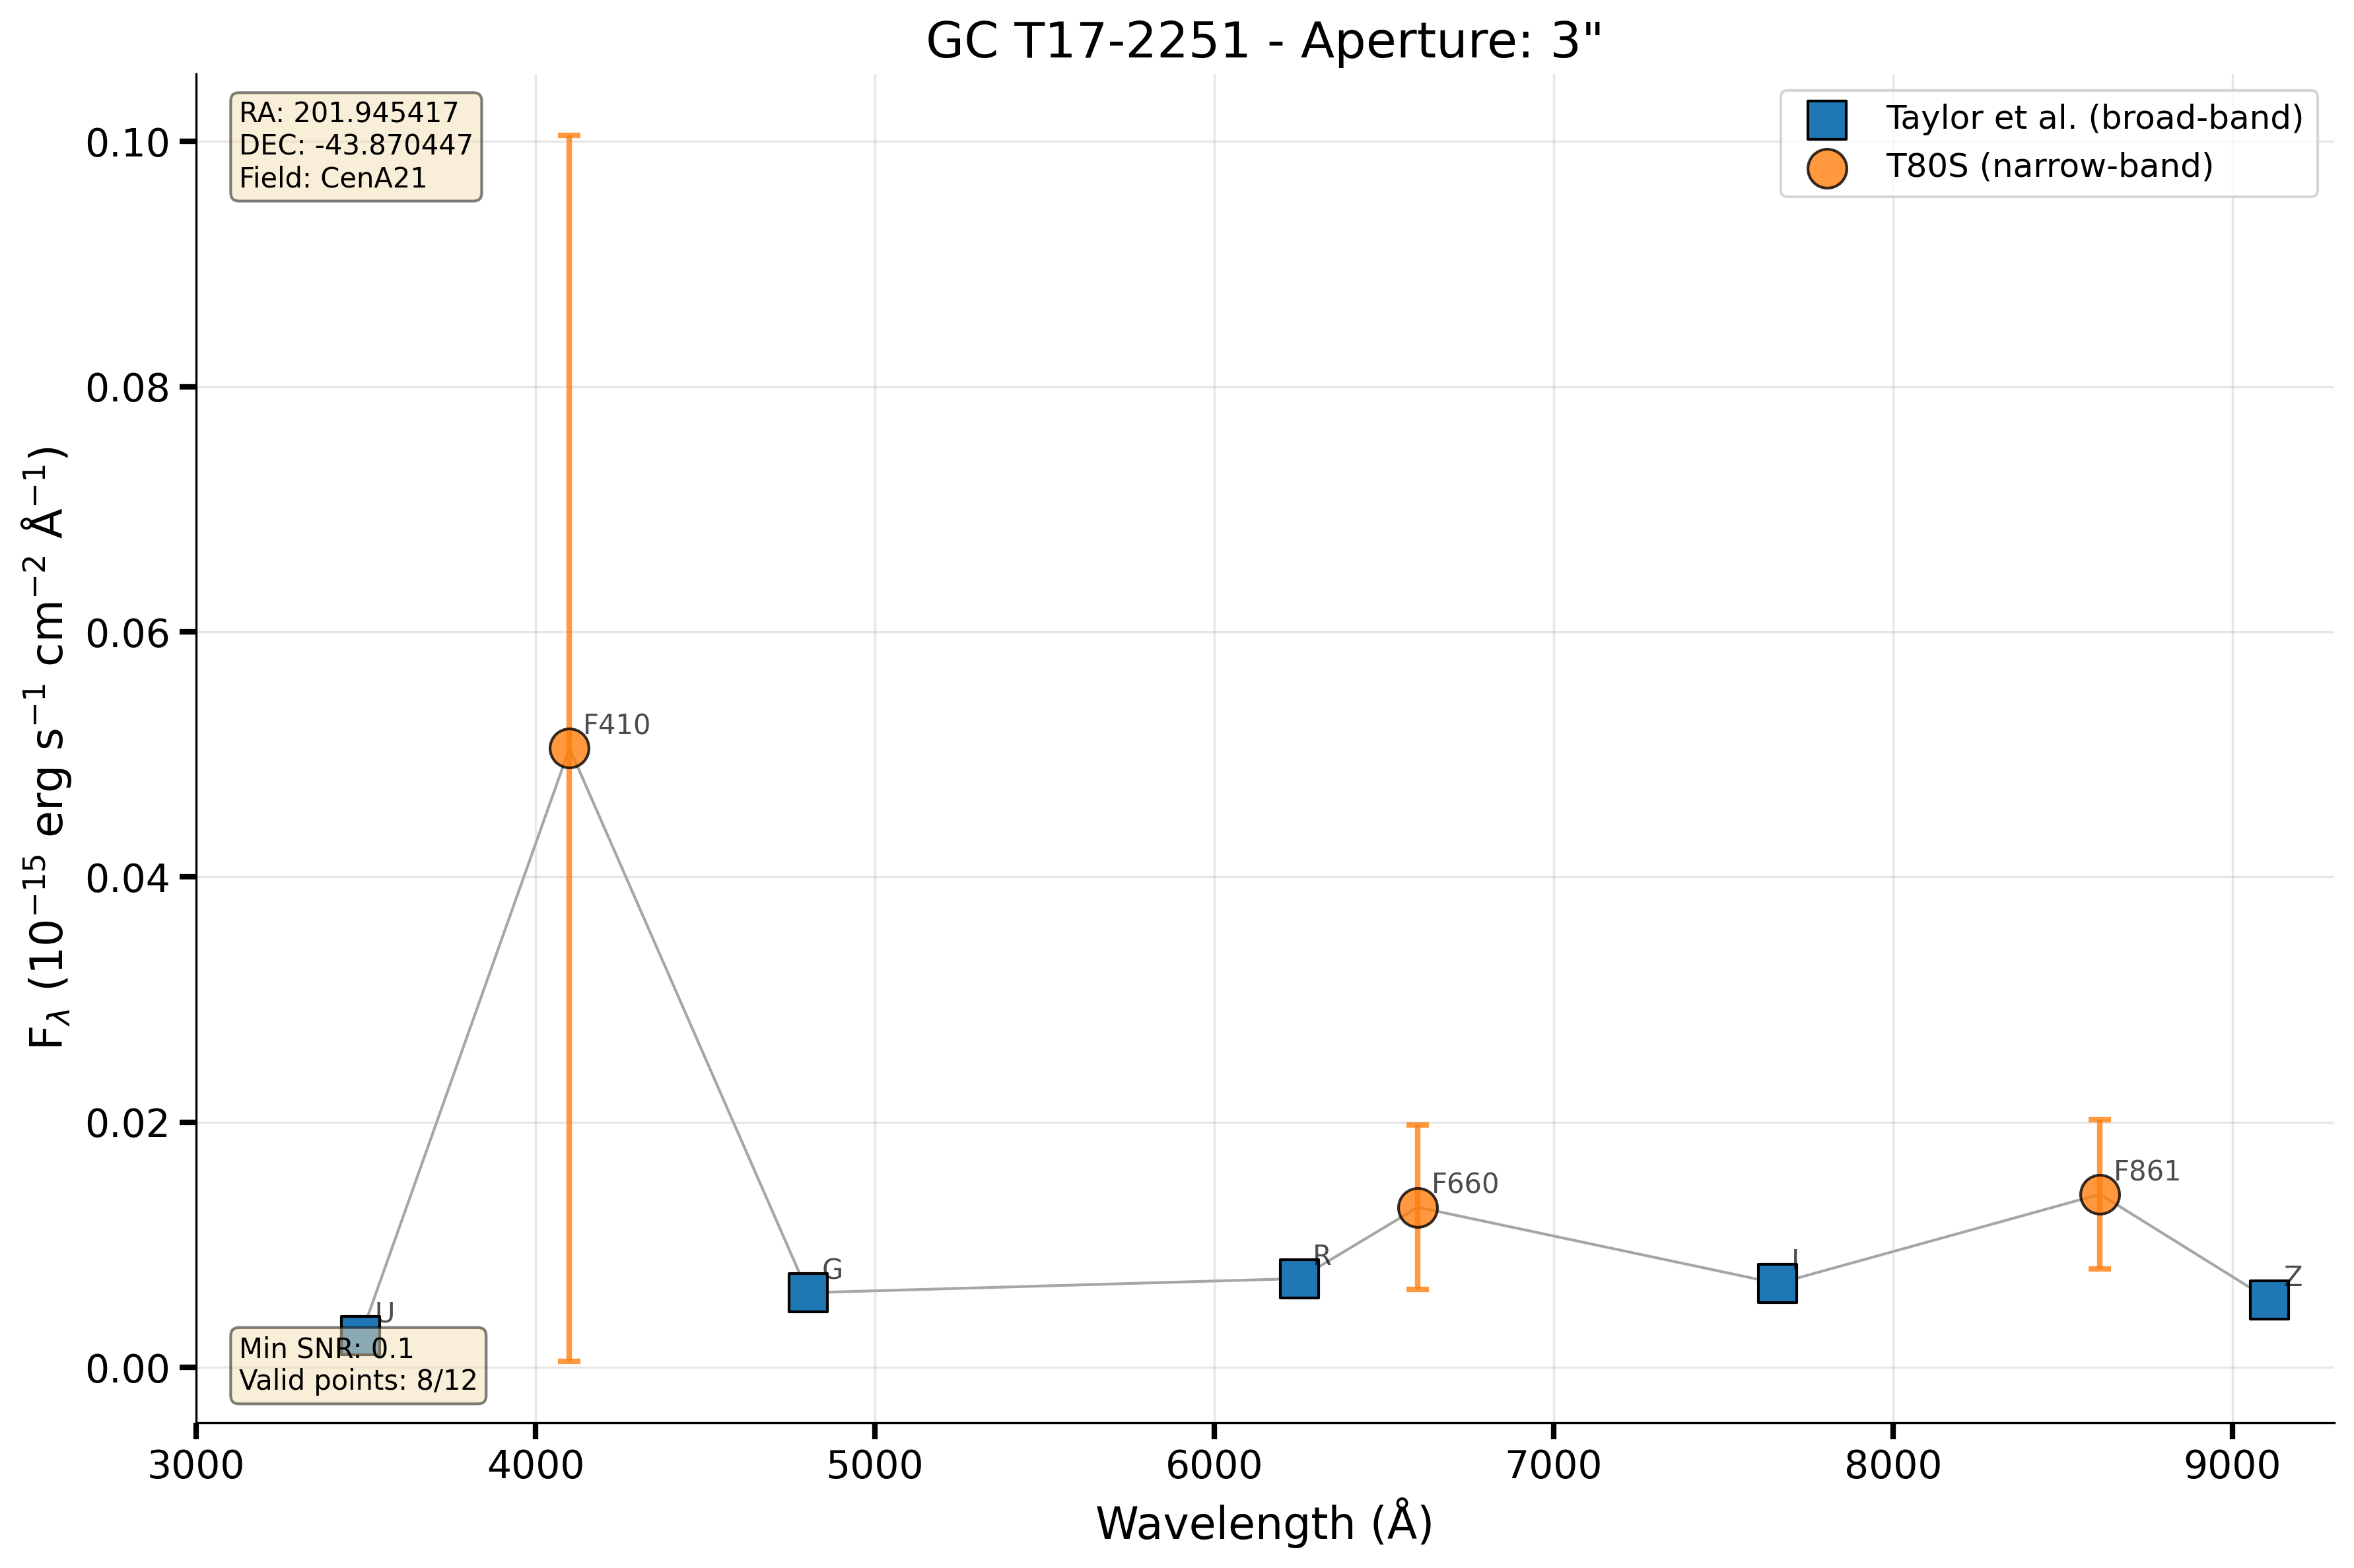 GC T17-2251 - Aperture: 3"
RA: 201.945417
DEC: -43.870447
Field: CenA21
Taylor et al. (broad-band)
T80S (narrow-band)
0.10
0.08
0.06
0.04
0.02
0.00
F_λ (10⁻¹⁵ erg s⁻¹ cm⁻² Å⁻¹)
F410
F660
F861
U
G
R
I
Z
Min SNR: 0.1
Valid points: 8/12
3000 4000 5000 6000 7000 8000 9000
Wavelength (Å)